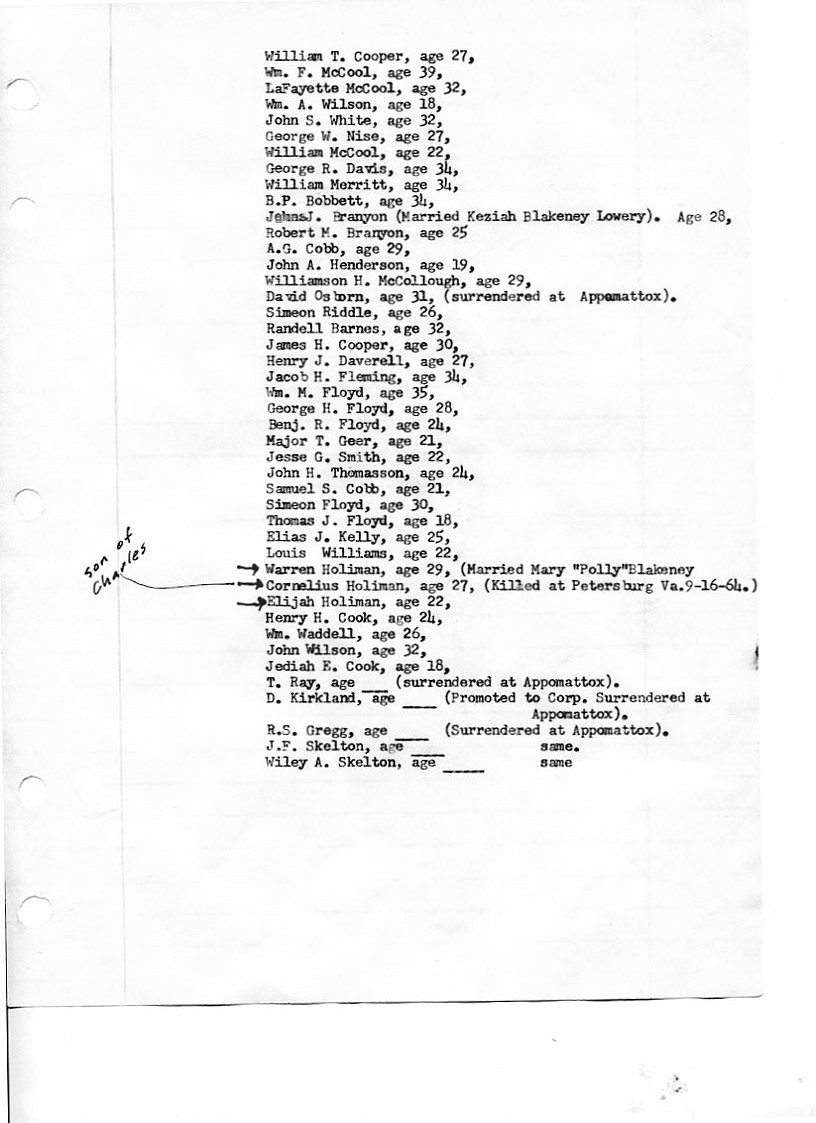 William T. Cooper, age 27,
Wm. F. McCool, age 39,
LaFayette McCool, age 32,
Wm. A. Wilson, age 18,
John S. White, age 32,
George W. Nise, age 27,
William McCool, age 22,
George R. Davis, age 34,
William Merritt, age 34,
B.P. Bobbett, age 34,
J. Branyon (Married Keziah Blakeney Lowery). Age 28,
Robert M. Branyon, age 25
A.G. Cobb, age 29,
John A. Henderson, age 19,
Williamson H. McCollough, age 29,
David Osborn, age 31, (surrendered at Appomattox).
Simeon Riddle, age 26,
Randell Barnes, age 32,
James H. Cooper, age 30,
Henry J. Daverell, age 27,
Jacob H. Fleming, age 34,
Wm. M. Floyd, age 35,
George H. Floyd, age 28,
Benj. R. Floyd, age 24,
Major T. Geer, age 21,
Jesse G. Smith, age 22,
John H. Thomasson, age 24,
Samuel S. Cobb, age 21,
Simeon Floyd, age 30,
Thomas J. Floyd, age 18,
Elias J. Kelly, age 25,
Louis Williams, age 22,
son of
Charles
Warren Holiman, age 29, (Married Mary "Polly"Blakeney
Cornelius Holiman, age 27, (Killed at Petersburg Va.9-16-64.)
Elijah Holiman, age 22,
Henry H. Cook, age 24,
Wm. Waddell, age 26,
John Wilson, age 32,
Jediah E. Cook, age 18,
T. Ray, age ___ (surrendered at Appomattox).
D. Kirkland, age ____ (Promoted to Corp. Surrendered at
Appomattox).
R.S. Gregg, age ____ (Surrendered at Appomattox).
J.F. Skelton, age ____ same.
Wiley A. Skelton, age _____ same